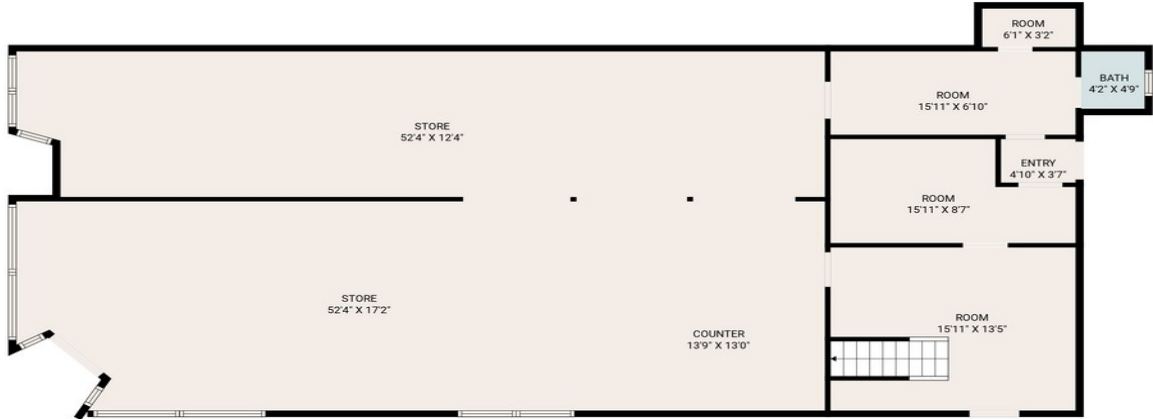 ROOM
6'1" X 3'2"
BATH
4'2" X 4'9"
ROOM
15'11" X 6'10"
STORE
52'4" X 12'4"
ENTRY
4'10" X 3'7"
ROOM
15'11" X 8'7"
STORE
52'4" X 17'2"
ROOM
15'11" X 13'5"
COUNTER
13'9" X 13'0"